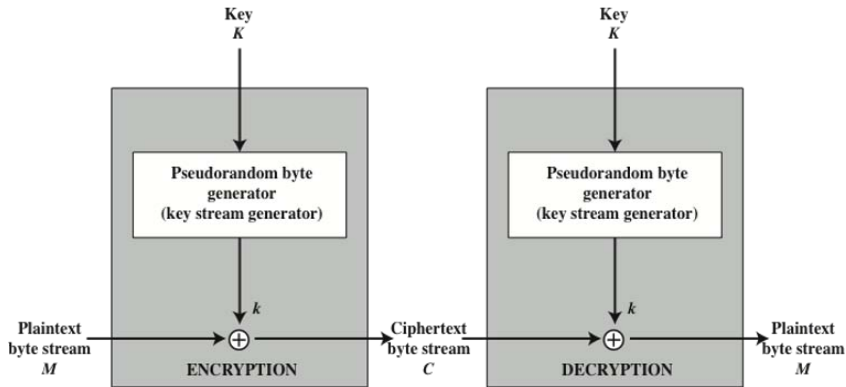 Key
K
Key
K
Pseudorandom byte
generator
(key stream generator)
Pseudorandom byte
generator
(key stream generator)
k
k
Plaintext
byte stream
M
ENCRYPTION
Ciphertext
byte stream
C
DECRYPTION
Plaintext
byte stream
M